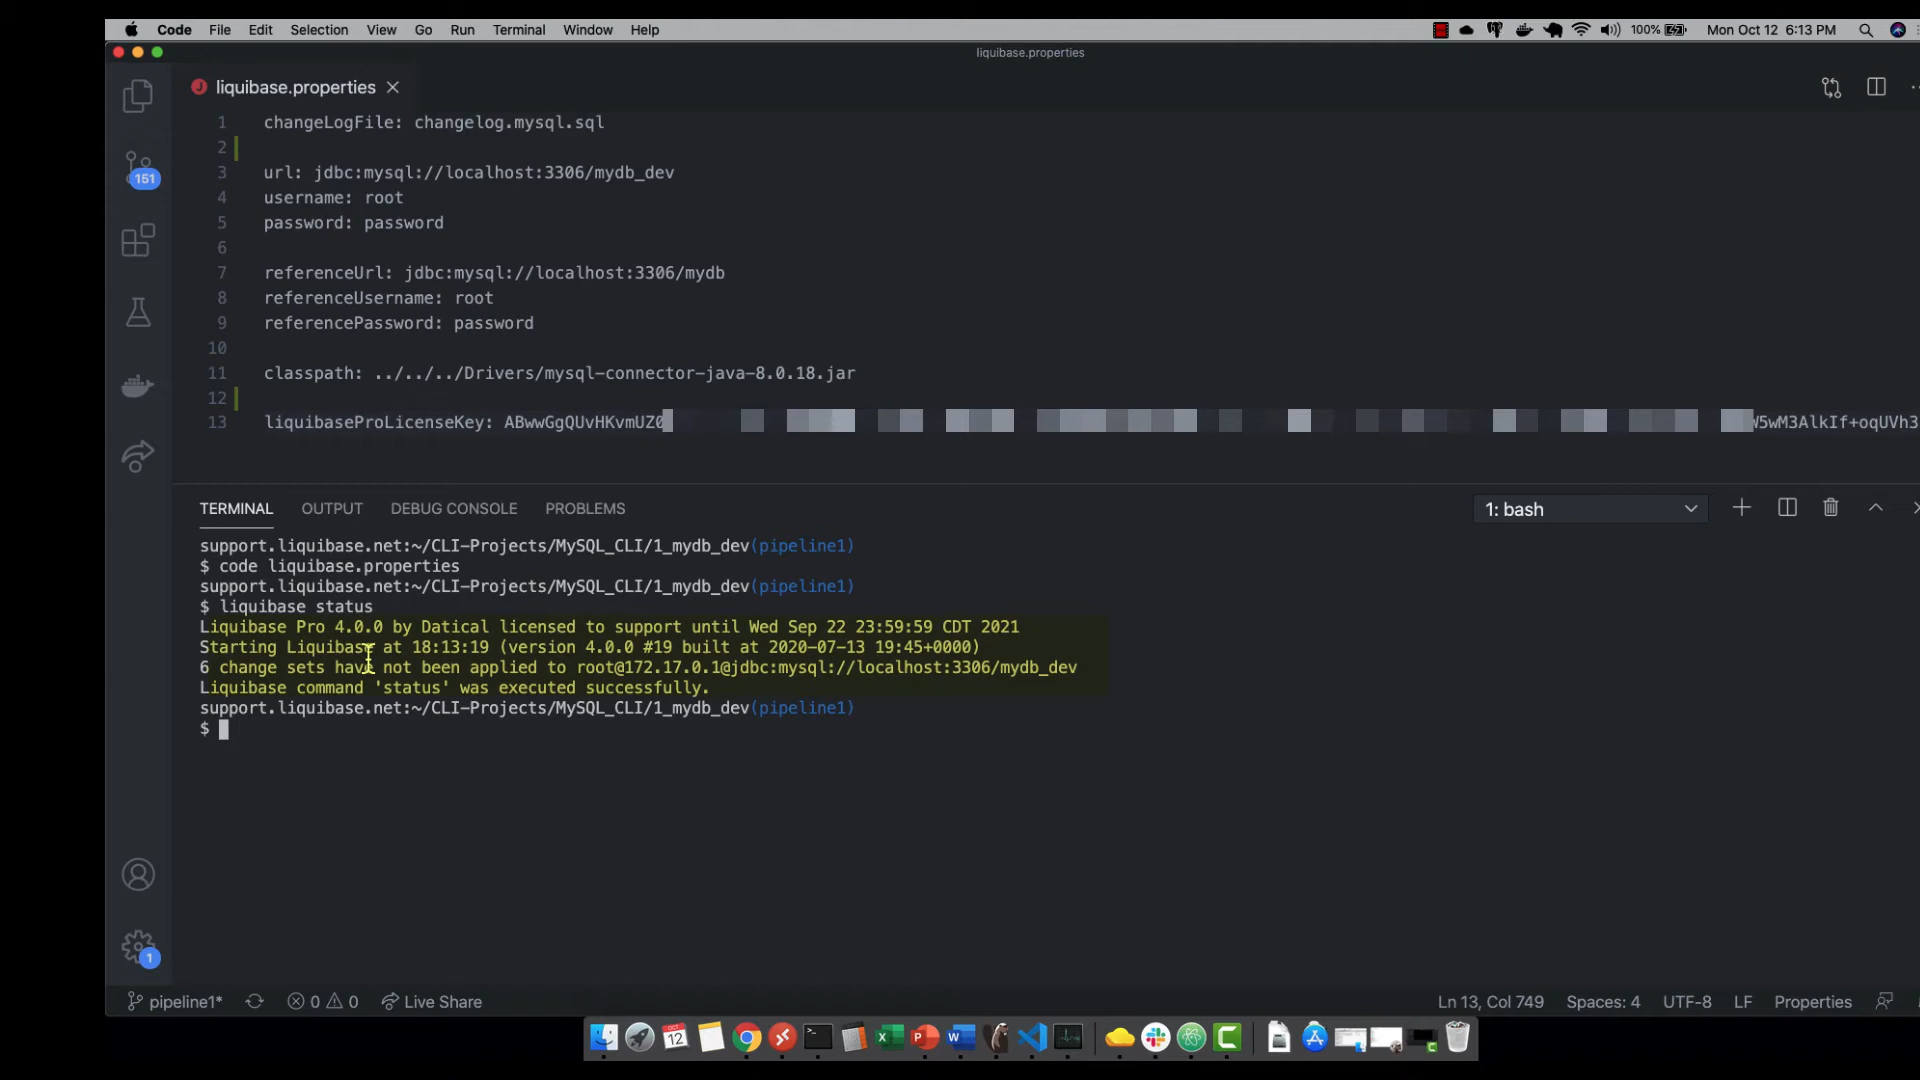 Code File Edit Selection View Go Run Terminal Window Help 100% Mon Oct 12 6:13 PM
liquibase.properties
liquibase.properties
1 changeLogFile: changelog.mysql.sql
2
3 url: jdbc:mysql://localhost:3306/mydb_dev
4 username: root
5 password: password
6
7 referenceUrl: jdbc:mysql://localhost:3306/mydb
8 referenceUsername: root
9 referencePassword: password
10
11 classpath: ../../../Drivers/mysql-connector-java-8.0.18.jar
12
13 liquibaseProLicenseKey: ABwwGgQUvHKvmUZ0 W5wM3AlkIf+oqUVh3
151
TERMINAL OUTPUT DEBUG CONSOLE PROBLEMS 1: bash
support.liquibase.net:~/CLI-Projects/MySQL_CLI/1_mydb_dev(pipeline1)
$ code liquibase.properties
support.liquibase.net:~/CLI-Projects/MySQL_CLI/1_mydb_dev(pipeline1)
$ liquibase status
Liquibase Pro 4.0.0 by Datical licensed to support until Wed Sep 22 23:59:59 CDT 2021
Starting Liquibase at 18:13:19 (version 4.0.0 #19 built at 2020-07-13 19:45+0000)
6 change sets have not been applied to root@172.17.0.1@jdbc:mysql://localhost:3306/mydb_dev
Liquibase command 'status' was executed successfully.
support.liquibase.net:~/CLI-Projects/MySQL_CLI/1_mydb_dev(pipeline1)
$
1
pipeline1* 0 0 Live Share Ln 13, Col 749 Spaces: 4 UTF-8 LF Properties
OCT
12